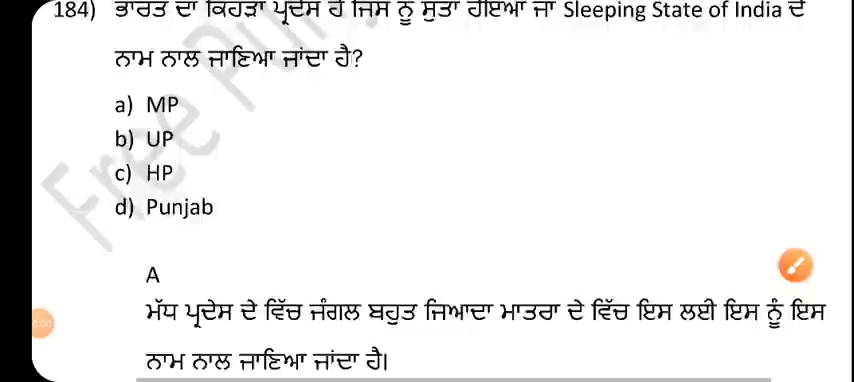 184) ਭਾਰਤ ਦਾ ਕਿਹੜਾ ਪ੍ਰਦੇਸ ਹੈ ਜਿਸ ਨੂੰ ਸੁਤਾ ਹੋਇਆ ਜਾਂ Sleeping State of India ਦੇ
ਨਾਮ ਨਾਲ ਜਾਣਿਆ ਜਾਂਦਾ ਹੈ?
a) MP
b) UP
c) HP
d) Punjab
A
ਮੱਧ ਪ੍ਰਦੇਸ ਦੇ ਵਿੱਚ ਜੰਗਲ ਬਹੁਤ ਜਿਆਦਾ ਮਾਤਰਾ ਦੇ ਵਿੱਚ ਇਸ ਲਈ ਇਸ ਨੂੰ ਇਸ
ਨਾਮ ਨਾਲ ਜਾਣਿਆ ਜਾਂਦਾ ਹੈ।
Free